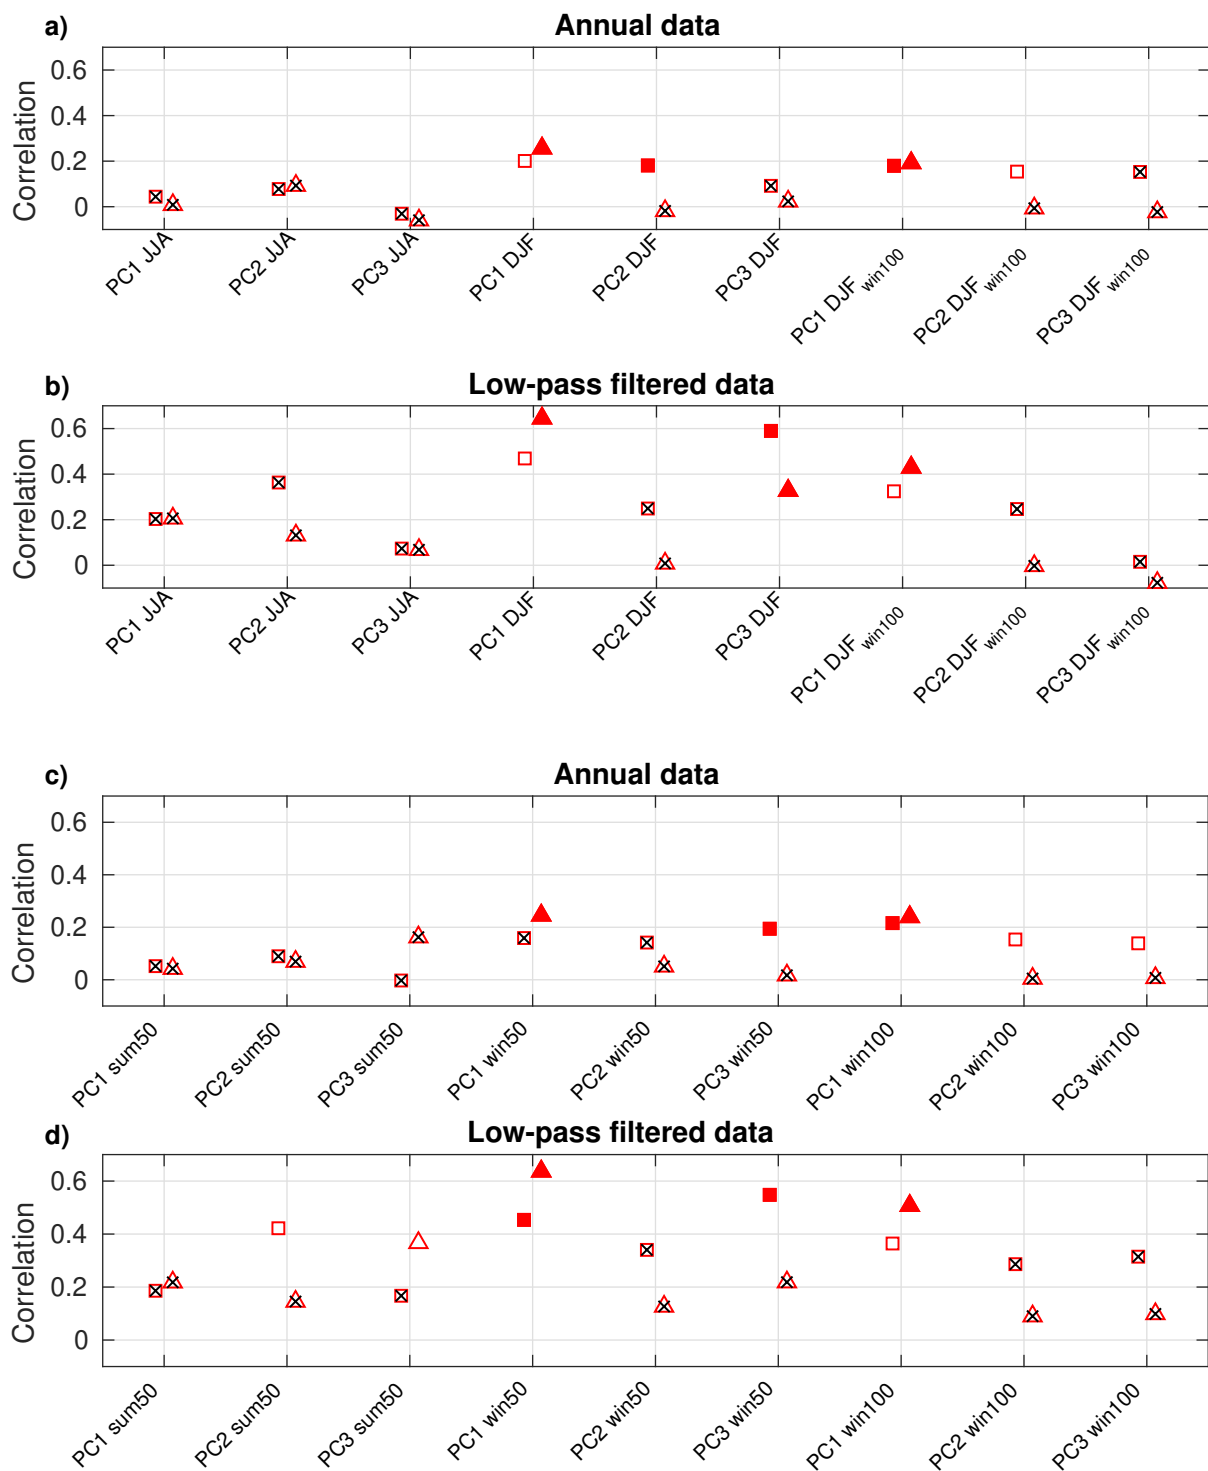 a)
Annual data
Correlation
0.6
0.4
0.2
0
PC1 JJA
PC2 JJA
PC3 JJA
PC1 DJF
PC2 DJF
PC3 DJF
PC1 DJF win100
PC2 DJF win100
PC3 DJF win100
b)
Low-pass filtered data
Correlation
0.6
0.4
0.2
0
PC1 JJA
PC2 JJA
PC3 JJA
PC1 DJF
PC2 DJF
PC3 DJF
PC1 DJF win100
PC2 DJF win100
PC3 DJF win100
c)
Annual data
Correlation
0.6
0.4
0.2
0
PC1 sum50
PC2 sum50
PC3 sum50
PC1 win50
PC2 win50
PC3 win50
PC1 win100
PC2 win100
PC3 win100
d)
Low-pass filtered data
Correlation
0.6
0.4
0.2
0
PC1 sum50
PC2 sum50
PC3 sum50
PC1 win50
PC2 win50
PC3 win50
PC1 win100
PC2 win100
PC3 win100